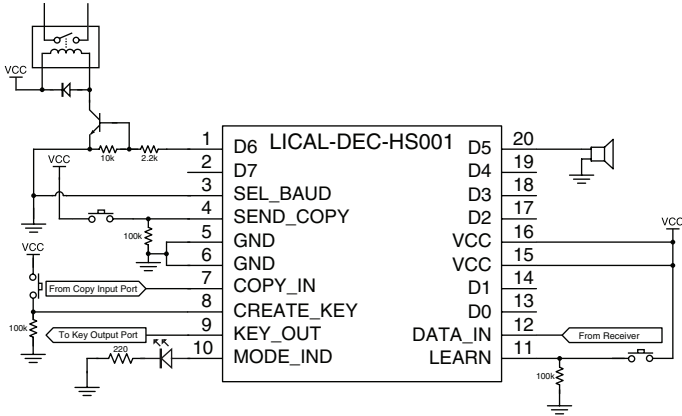 VCC
10k
2.2k
VCC
100k
VCC
From Copy Input Port
100k
To Key Output Port
220
LICAL-DEC-HS001
1 D6
2 D7
3 SEL_BAUD
4 SEND_COPY
5 GND
6 GND
7 COPY_IN
8 CREATE_KEY
9 KEY_OUT
10 MODE_IND
D5 20
D4 19
D3 18
D2 17
VCC 16
VCC 15
D1 14
D0 13
DATA_IN 12
LEARN 11
VCC
From Receiver
100k